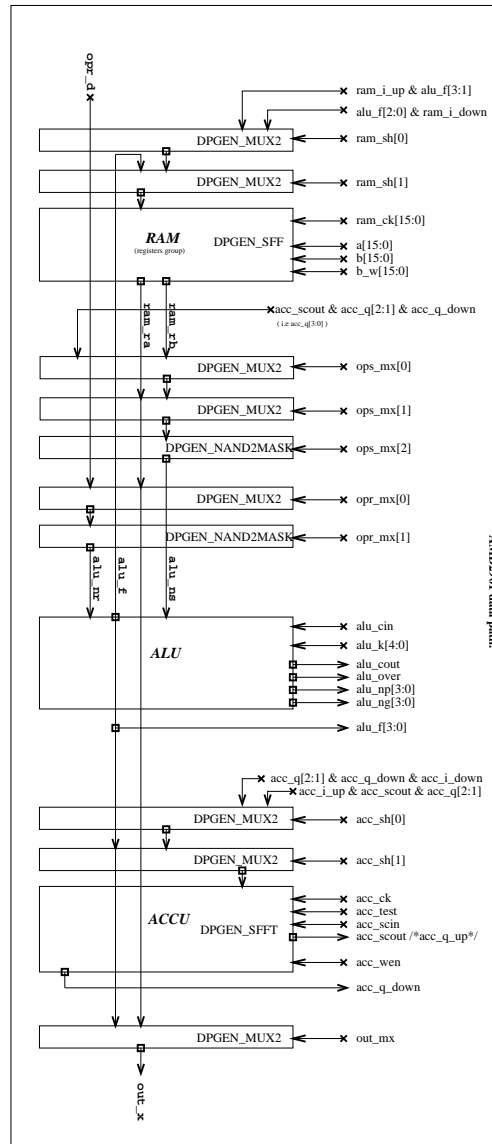 opr_d
ram_i_up & alu_f[3:1]
alu_f[2:0] & ram_i_down
DPGEN_MUX2
ram_sh[0]
DPGEN_MUX2
ram_sh[1]
RAM
(registers group)
DPGEN_SFF
ram_ck[15:0]
a[15:0]
b[15:0]
b_w[15:0]
ram_ra
ram_rb
acc_scout & acc_q[2:1] & acc_q_down
( i.e acc_q[3:0] )
DPGEN_MUX2
ops_mx[0]
DPGEN_MUX2
ops_mx[1]
DPGEN_NAND2MASK
ops_mx[2]
DPGEN_MUX2
opr_mx[0]
DPGEN_NAND2MASK
opr_mx[1]
alu_nr
alu_f
alu_ns
ALU
alu_cin
alu_k[4:0]
alu_cout
alu_over
alu_np[3:0]
alu_ng[3:0]
alu_f[3:0]
acc_q[2:1] & acc_q_down & acc_i_down
acc_i_up & acc_scout & acc_q[2:1]
DPGEN_MUX2
acc_sh[0]
DPGEN_MUX2
acc_sh[1]
ACCU
DPGEN_SFFT
acc_ck
acc_test
acc_scin
acc_scout /*acc_q_up*/
acc_wen
acc_q_down
DPGEN_MUX2
out_mx
out_x